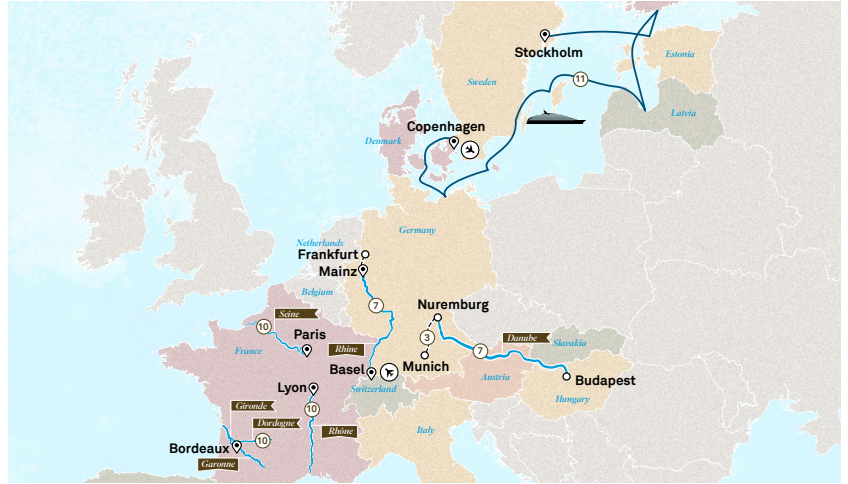 Stockholm
Estonia
11
Sweden
Latvia
Copenhagen
Denmark
Germany
Netherlands
Frankfurt
Mainz
Belgium
7
Nuremburg
Seine
10
Paris
France
Rhine
3
7
Danube
Slovakia
Basel
Munich
Austria
Budapest
Switzerland
Hungary
Lyon
Gironde
10
Dordogne
Rhône
Italy
10
Bordeaux
Garonne